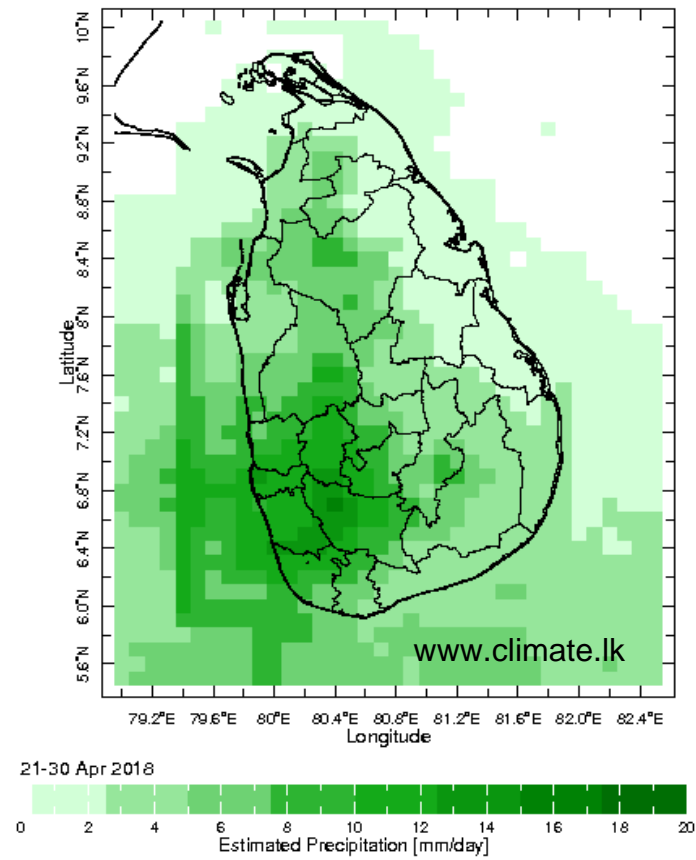 10°N
9.6°N
9.2°N
8.8°N
8.4°N
8°N
7.6°N
7.2°N
6.8°N
6.4°N
6.0°N
5.6°N
Latitude
www.climate.lk
79.2°E 79.6°E 80°E 80.4°E 80.8°E 81.2°E 81.6°E 82.0°E 82.4°E
Longitude
21-30 Apr 2018
0 2 4 6 8 10 12 14 16 18 20
Estimated Precipitation [mm/day]